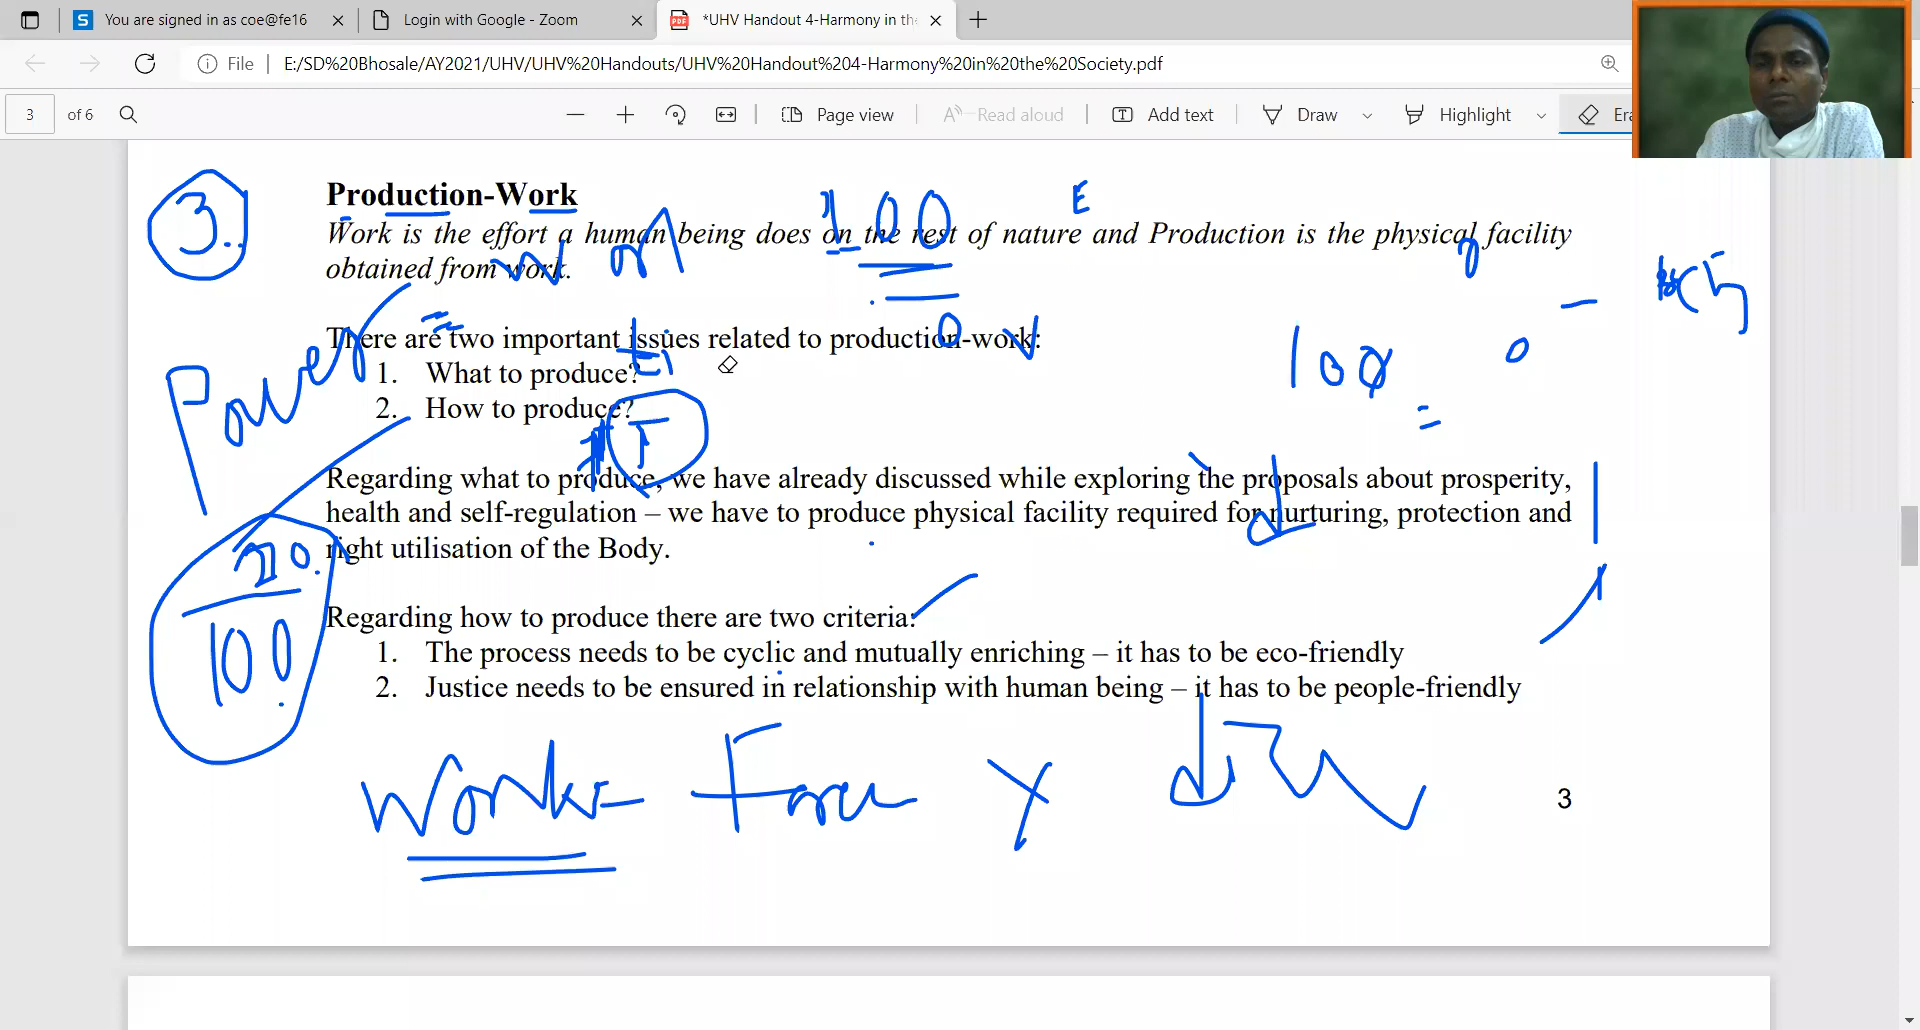 You are signed in as coe@fe16
Login with Google - Zoom
*UHV Handout 4-Harmony in the
File E:/SD%20Bhosale/AY2021/UHV/UHV%20Handouts/UHV%20Handout%204-Harmony%20in%20the%20Society.pdf
3 of 6 Page view Read aloud Add text Draw Highlight
3.
Production-Work
100
E
Work is the effort a human being does on the rest of nature and Production is the physical facility
obtained from work.
Work
There are two important issues related to production-work:
1. What to produce?
2. How to produce?
Power
100
Regarding what to produce, we have already discussed while exploring the proposals about prosperity,
health and self-regulation – we have to produce physical facility required for nurturing, protection and
right utilisation of the Body.
100
Regarding how to produce there are two criteria:
1. The process needs to be cyclic and mutually enriching – it has to be eco-friendly
2. Justice needs to be ensured in relationship with human being – it has to be people-friendly
Work Force X
3